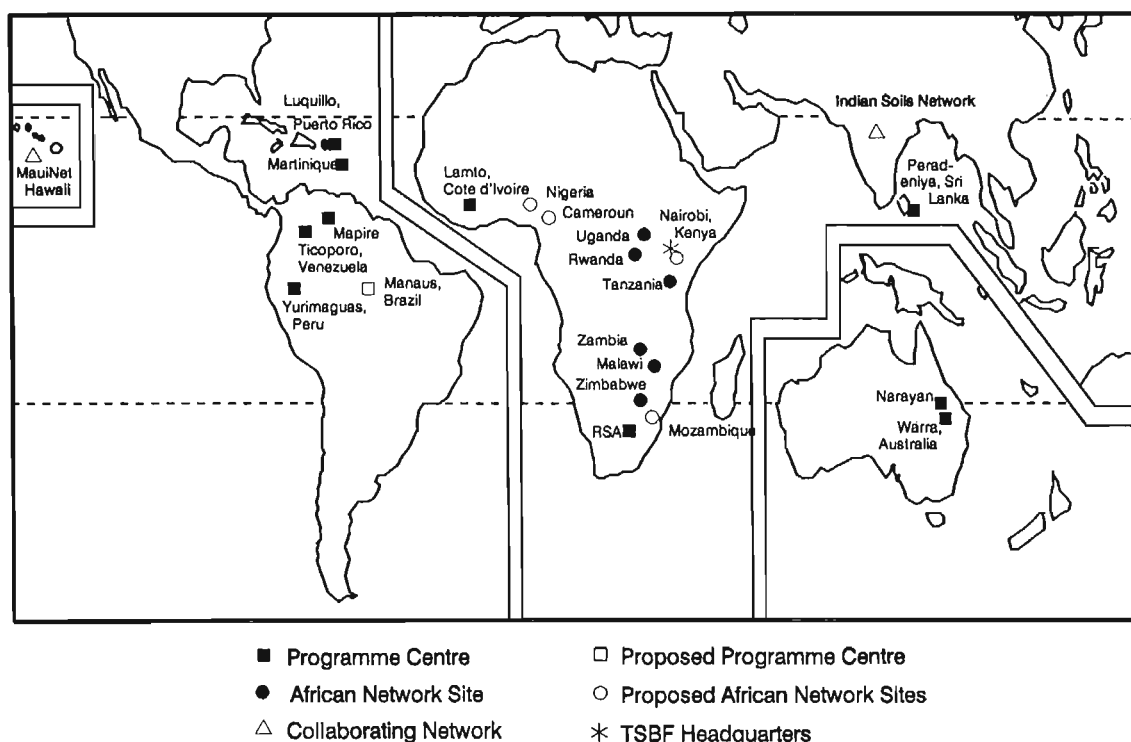 Luquillo,
Puerto Rico
Martinique
MauiNet
Hawaii
Mapire
Ticoporo,
Venezuela
Yurimaguas,
Peru
Manaus,
Brazil
Lamto,
Cote d'Ivoire
Nigeria
Cameroun
Nairobi,
Kenya
Uganda
Rwanda
Tanzania
Zambia
Malawi
Zimbabwe
RSA
Mozambique
Indian Soils Network
Perad-
eniya, Sri
Lanka
Narayan
Warra,
Australia
Programme Centre
African Network Site
Collaborating Network
Proposed Programme Centre
Proposed African Network Sites
TSBF Headquarters